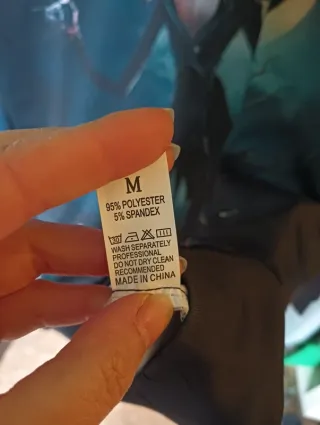 M
95% POLYESTER
5% SPANDEX
WASH SEPARATELY
PROFESSIONAL
DO NOT DRY CLEAN
RECOMMENDED
MADE IN CHINA